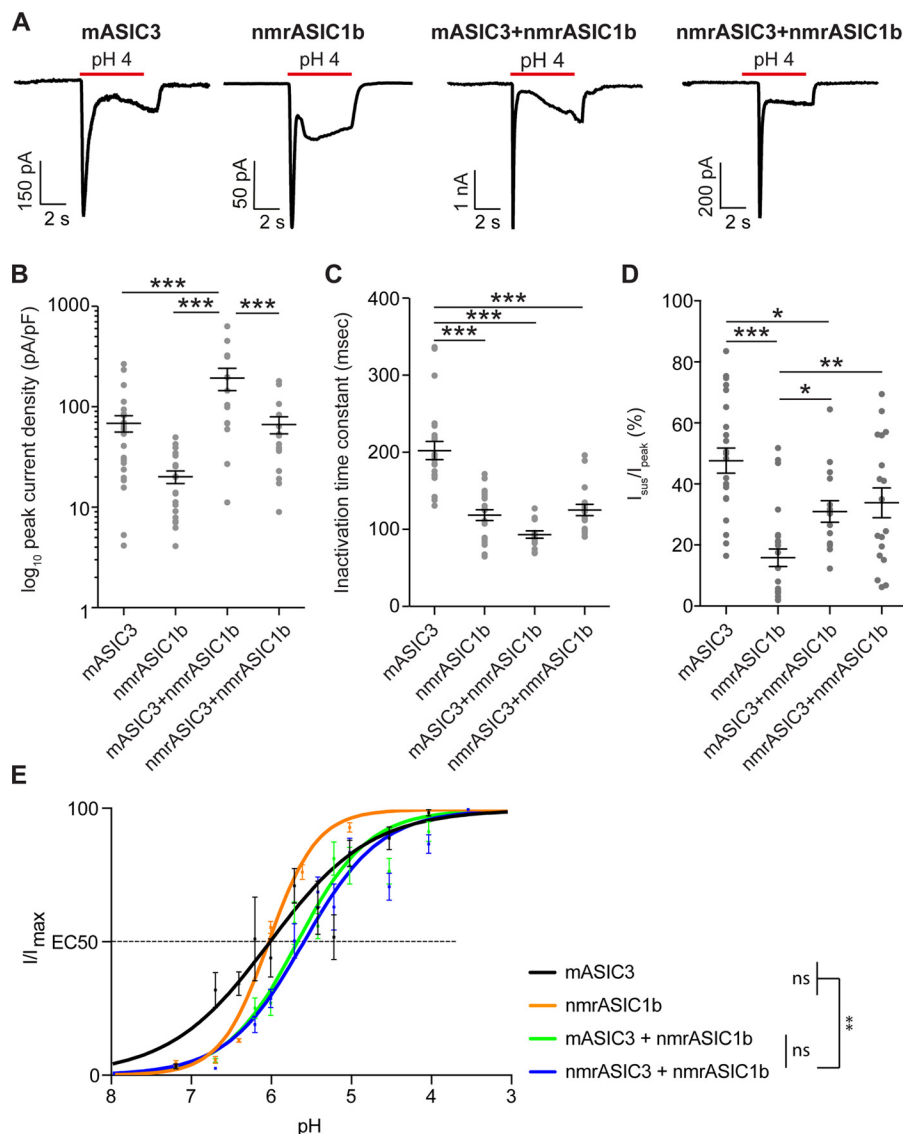 A
mASIC3 nmrASIC1b mASIC3+nmrASIC1b nmrASIC3+nmrASIC1b
pH 4 pH 4 pH 4 pH 4
150 pA 50 pA 1 nA 200 pA
2 s 2 s 2 s 2 s
B
log10 peak current density (pA/pF)
1000
100
10
1
*** *** ***
mASIC3
nmrASIC1b
mASIC3+nmrASIC1b
nmrASIC3+nmrASIC1b
C
Inactivation time constant (msec)
400
300
200
100
0
***
***
***
mASIC3
nmrASIC1b
mASIC3+nmrASIC1b
nmrASIC3+nmrASIC1b
D
Isus/Ipeak (%)
100
80
60
40
20
0
*
***
**
*
mASIC3
nmrASIC1b
mASIC3+nmrASIC1b
nmrASIC3+nmrASIC1b
E
I/Imax
100
EC50
0
8 7 6 5 4 3
pH
mASIC3
nmrASIC1b
mASIC3 + nmrASIC1b
nmrASIC3 + nmrASIC1b
ns
**
ns